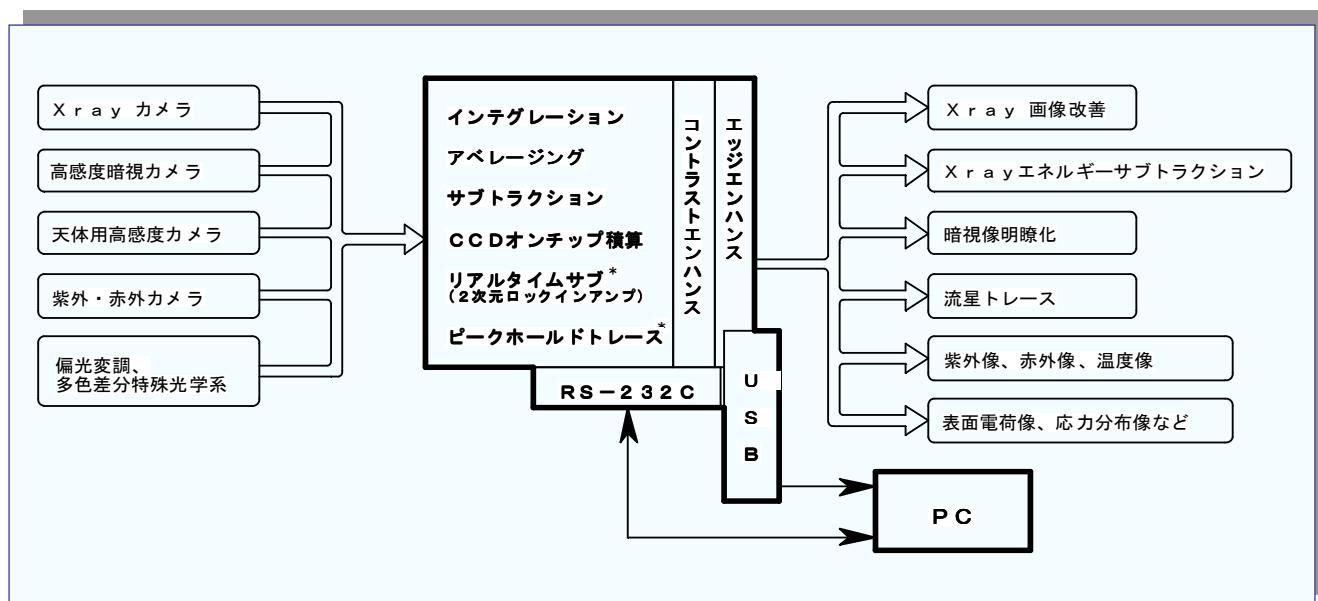 Ｘｒａｙ カメラ
高感度暗視カメラ
天体用高感度カメラ
紫外・赤外カメラ
偏光変調、
多色差分特殊光学系
インテグレーション
アベレージング
サブトラクション
ＣＣＤオンチップ積算
リアルタイムサブ*
(２次元ロックインアンプ)
ピークホールドトレース*
コントラストエンハンス
エッジエンハンス
ＲＳ－２３２Ｃ
ＵＳＢ
Ｘｒａｙ 画像改善
Ｘｒａｙエネルギーサブトラクション
暗視像明瞭化
流星トレース
紫外像、赤外像、温度像
表面電荷像、応力分布像など
ＰＣ